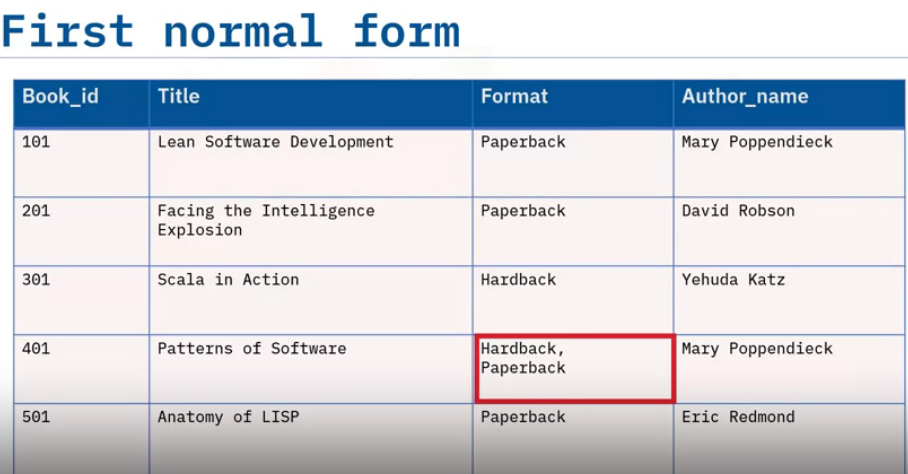 First normal form
Book_id Title Format Author_name
101 Lean Software Development Paperback Mary Poppendieck
201 Facing the Intelligence Paperback David Robson
Explosion
301 Scala in Action Hardback Yehuda Katz
401 Patterns of Software Hardback, Mary Poppendieck
Paperback
501 Anatomy of LISP Paperback Eric Redmond